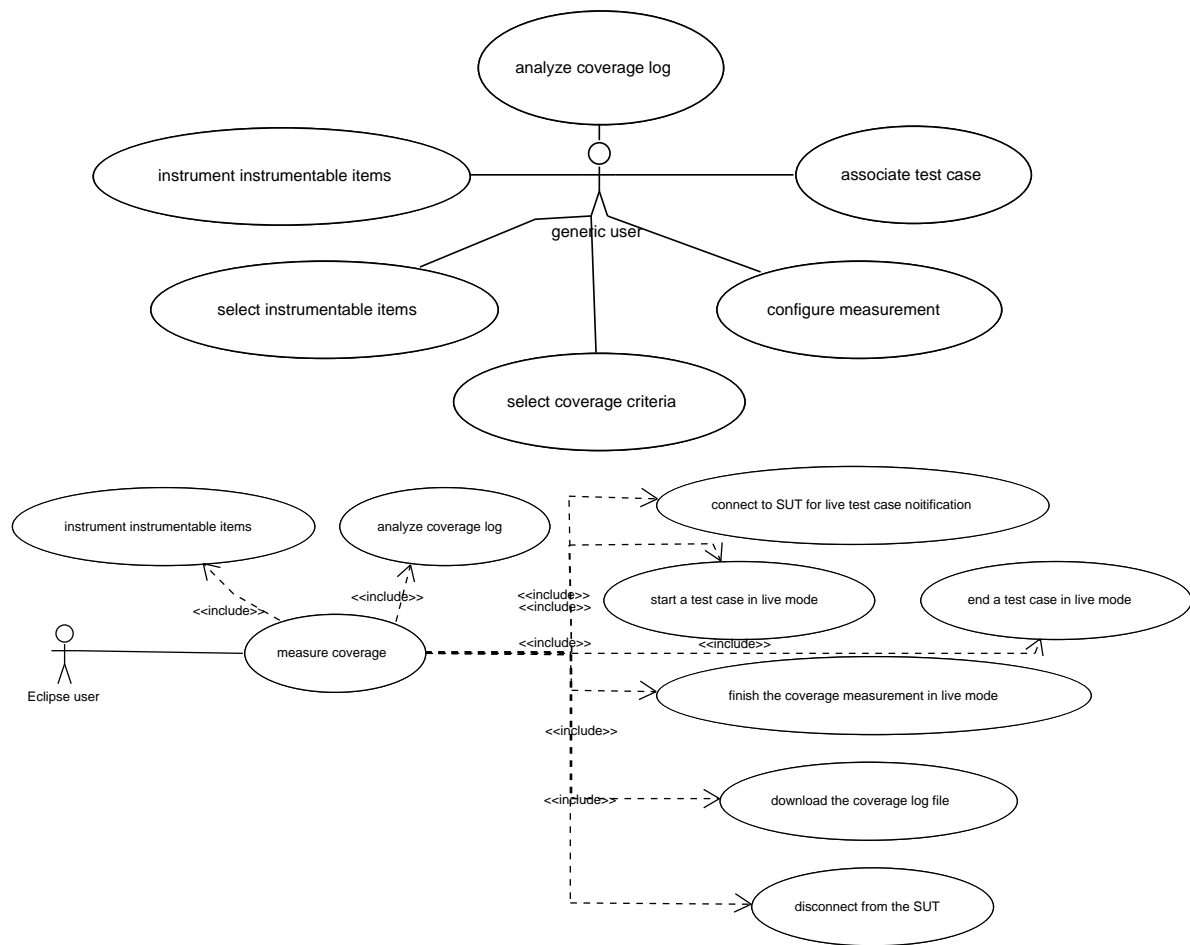 analyze coverage log
instrument instrumentable items
associate test case
generic user
select instrumentable items
configure measurement
select coverage criteria
connect to SUT for live test case noitification
instrument instrumentable items
analyze coverage log
<<include>>
<<include>>
<<include>>
<<include>>
start a test case in live mode
end a test case in live mode
<<include>>
<<include>>
measure coverage
Eclipse user
finish the coverage measurement in live mode
<<include>>
<<include>>
download the coverage log file
disconnect from the SUT